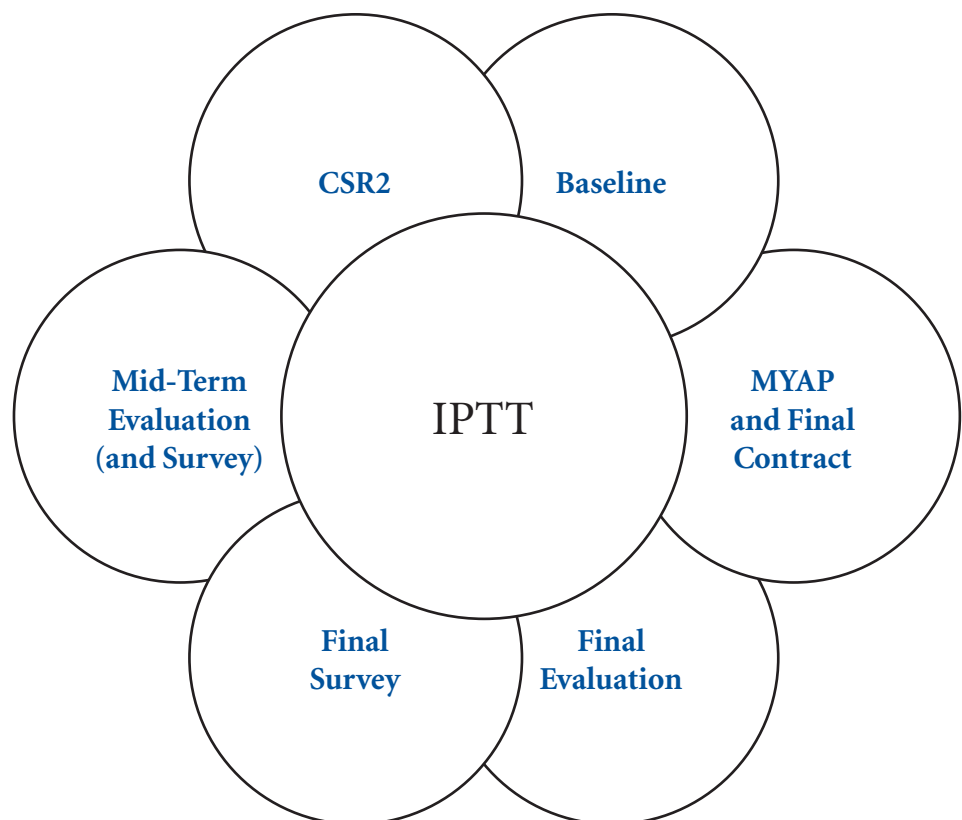 CSR2
Baseline
Mid-Term
Evaluation
(and Survey)
IPTT
MYAP
and Final
Contract
Final
Survey
Final
Evaluation